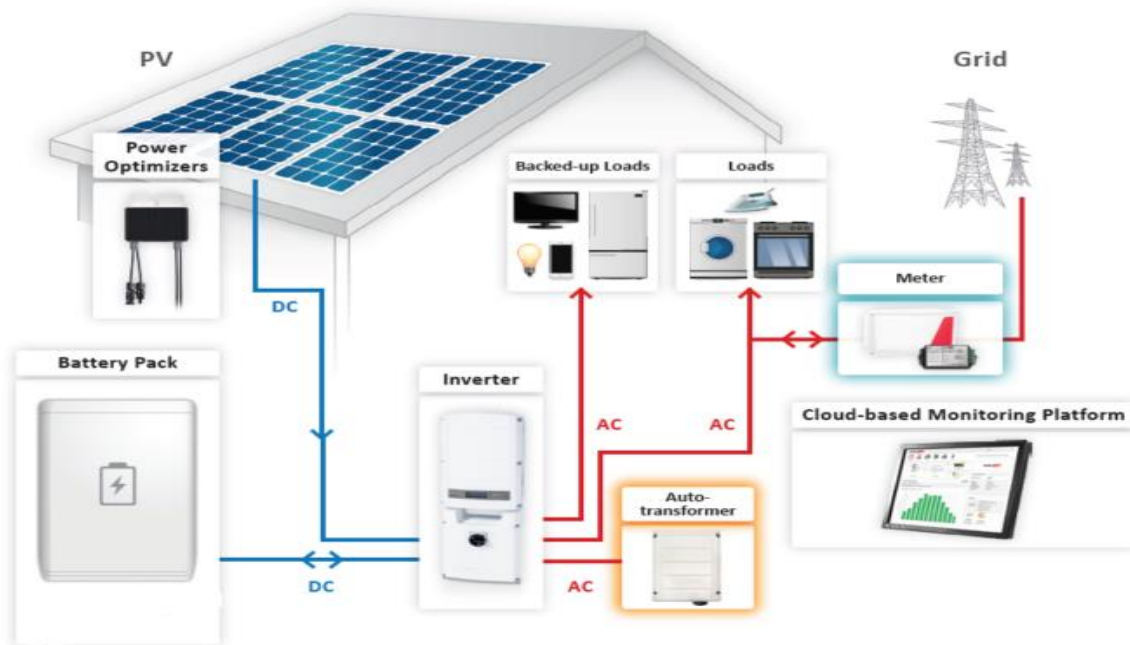 PV
Grid
Power
Optimizers
Backed-up Loads
Loads
Meter
DC
Battery Pack
Inverter
AC
AC
Cloud-based Monitoring Platform
Auto-
transformer
DC
AC